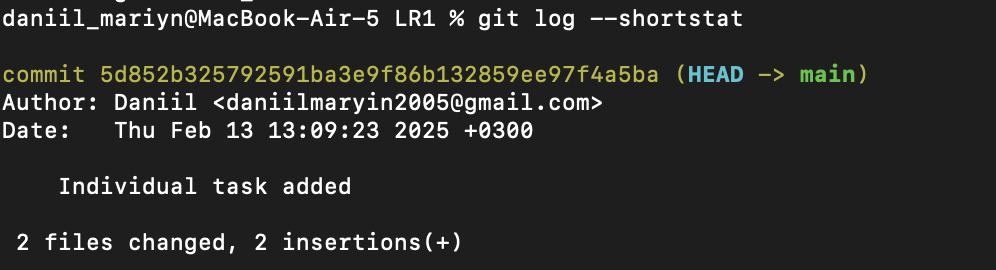 daniil_mariyn@MacBook-Air-5 LR1 % git log --shortstat
commit 5d852b325792591ba3e9f86b132859ee97f4a5ba (HEAD -> main)
Author: Daniil <daniilmaryin2005@gmail.com>
Date:   Thu Feb 13 13:09:23 2025 +0300
Individual task added
2 files changed, 2 insertions(+)